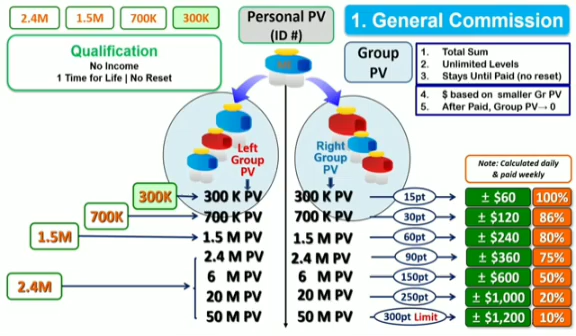 2.4M 1.5M 700K 300K
Qualification
No Income
1 Time for Life | No Reset
Personal PV
(ID #)
1. General Commission
Group
PV
1. Total Sum
2. Unlimited Levels
3. Stays Until Paid (no reset)
4. $ based on smaller Gr PV
5. After Paid, Group PV→ 0
Left
Group
PV
Right
Group
PV
Note: Calculated daily
& paid weekly
300K 300 K PV 300 K PV 15pt ± $60 100%
700K 700 K PV 700 K PV 30pt ± $120 86%
1.5M 1.5 M PV 1.5 M PV 60pt ± $240 80%
2.4 M PV 2.4 M PV 90pt ± $360 75%
2.4M 6 M PV 6 M PV 150pt ± $600 50%
20 M PV 20 M PV 250pt ± $1,000 20%
50 M PV 50 M PV 300pt Limit ± $1,200 10%